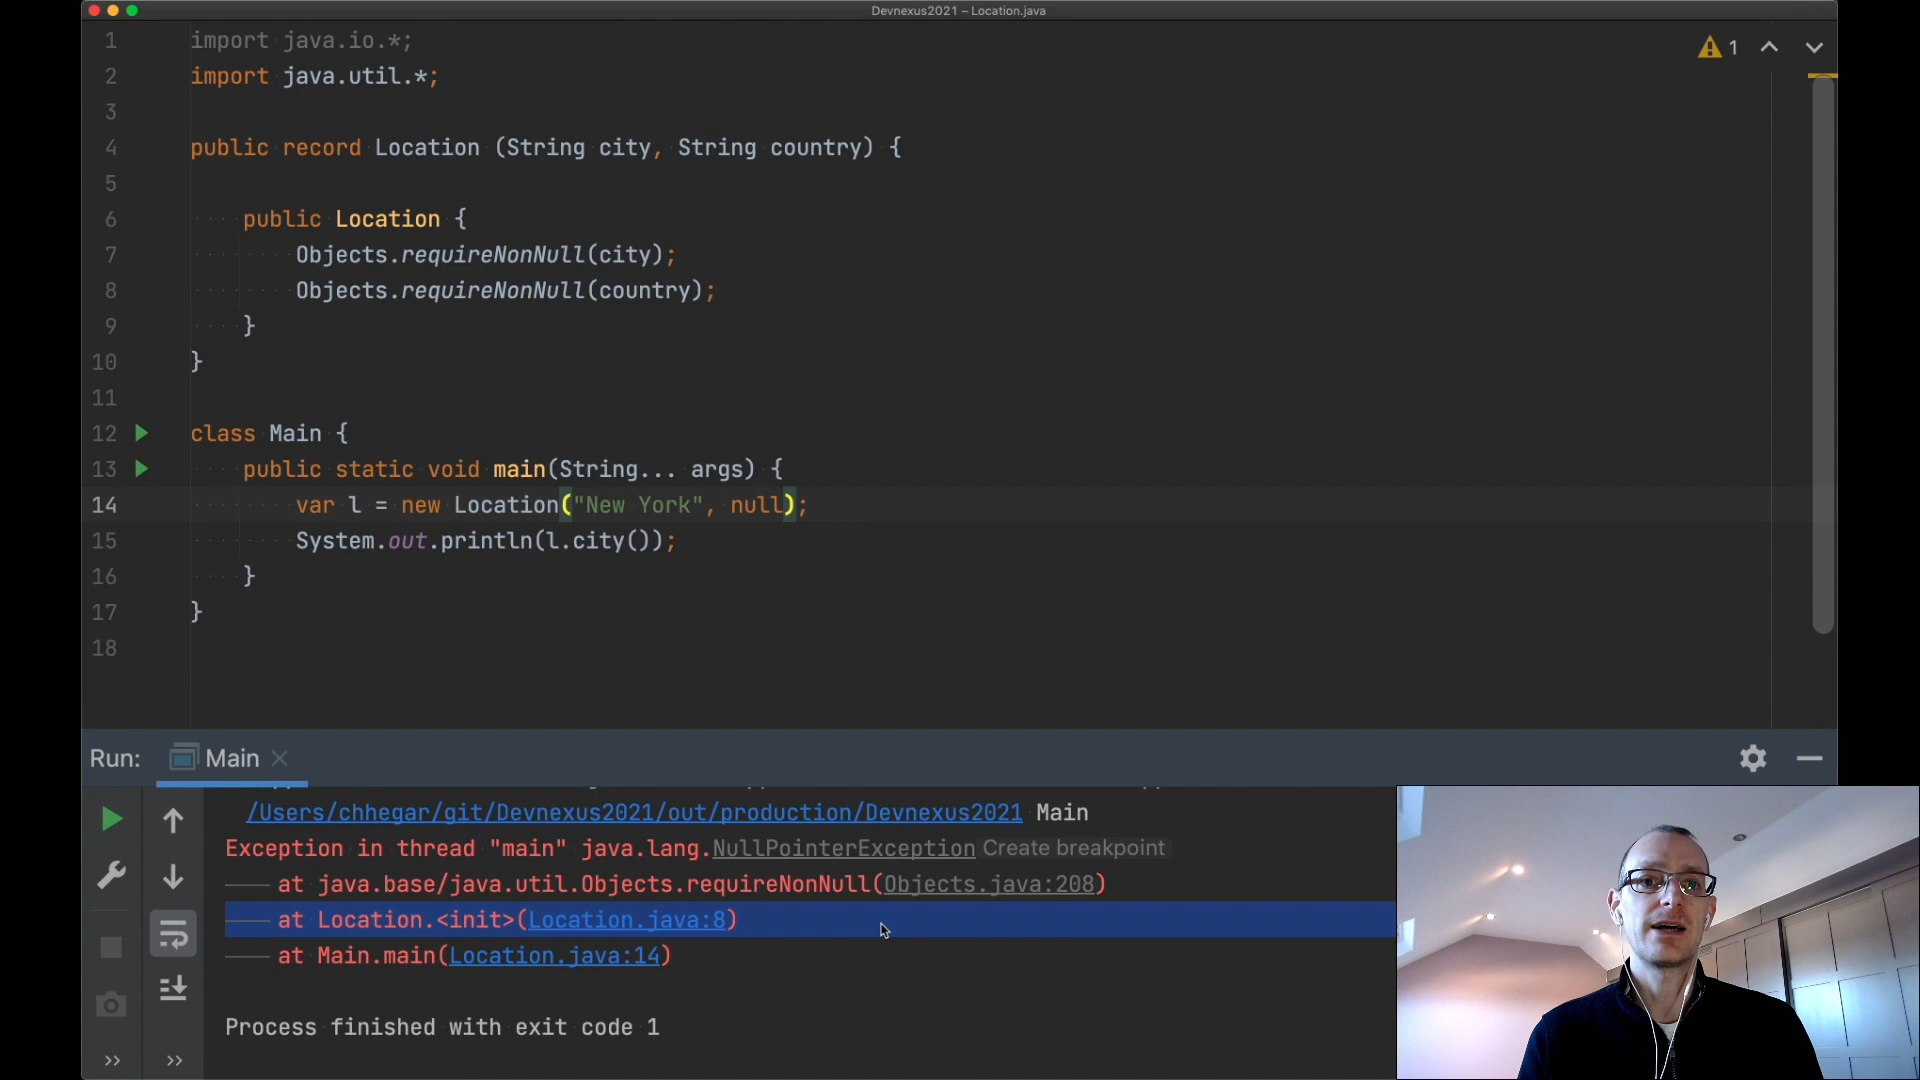 Devnexus2021 – Location.java
1 import java.io.*;
2 import java.util.*;
3
4 public record Location (String city, String country) {
5
6 public Location {
7 Objects.requireNonNull(city);
8 Objects.requireNonNull(country);
9 }
10 }
11
12 class Main {
13 public static void main(String... args) {
14 var l = new Location("New York", null);
15 System.out.println(l.city());
16 }
17 }
18
1
Run: Main
/Users/chhegar/git/Devnexus2021/out/production/Devnexus2021 Main
Exception in thread "main" java.lang.NullPointerException Create breakpoint
at java.base/java.util.Objects.requireNonNull(Objects.java:208)
at Location.<init>(Location.java:8)
at Main.main(Location.java:14)
Process finished with exit code 1